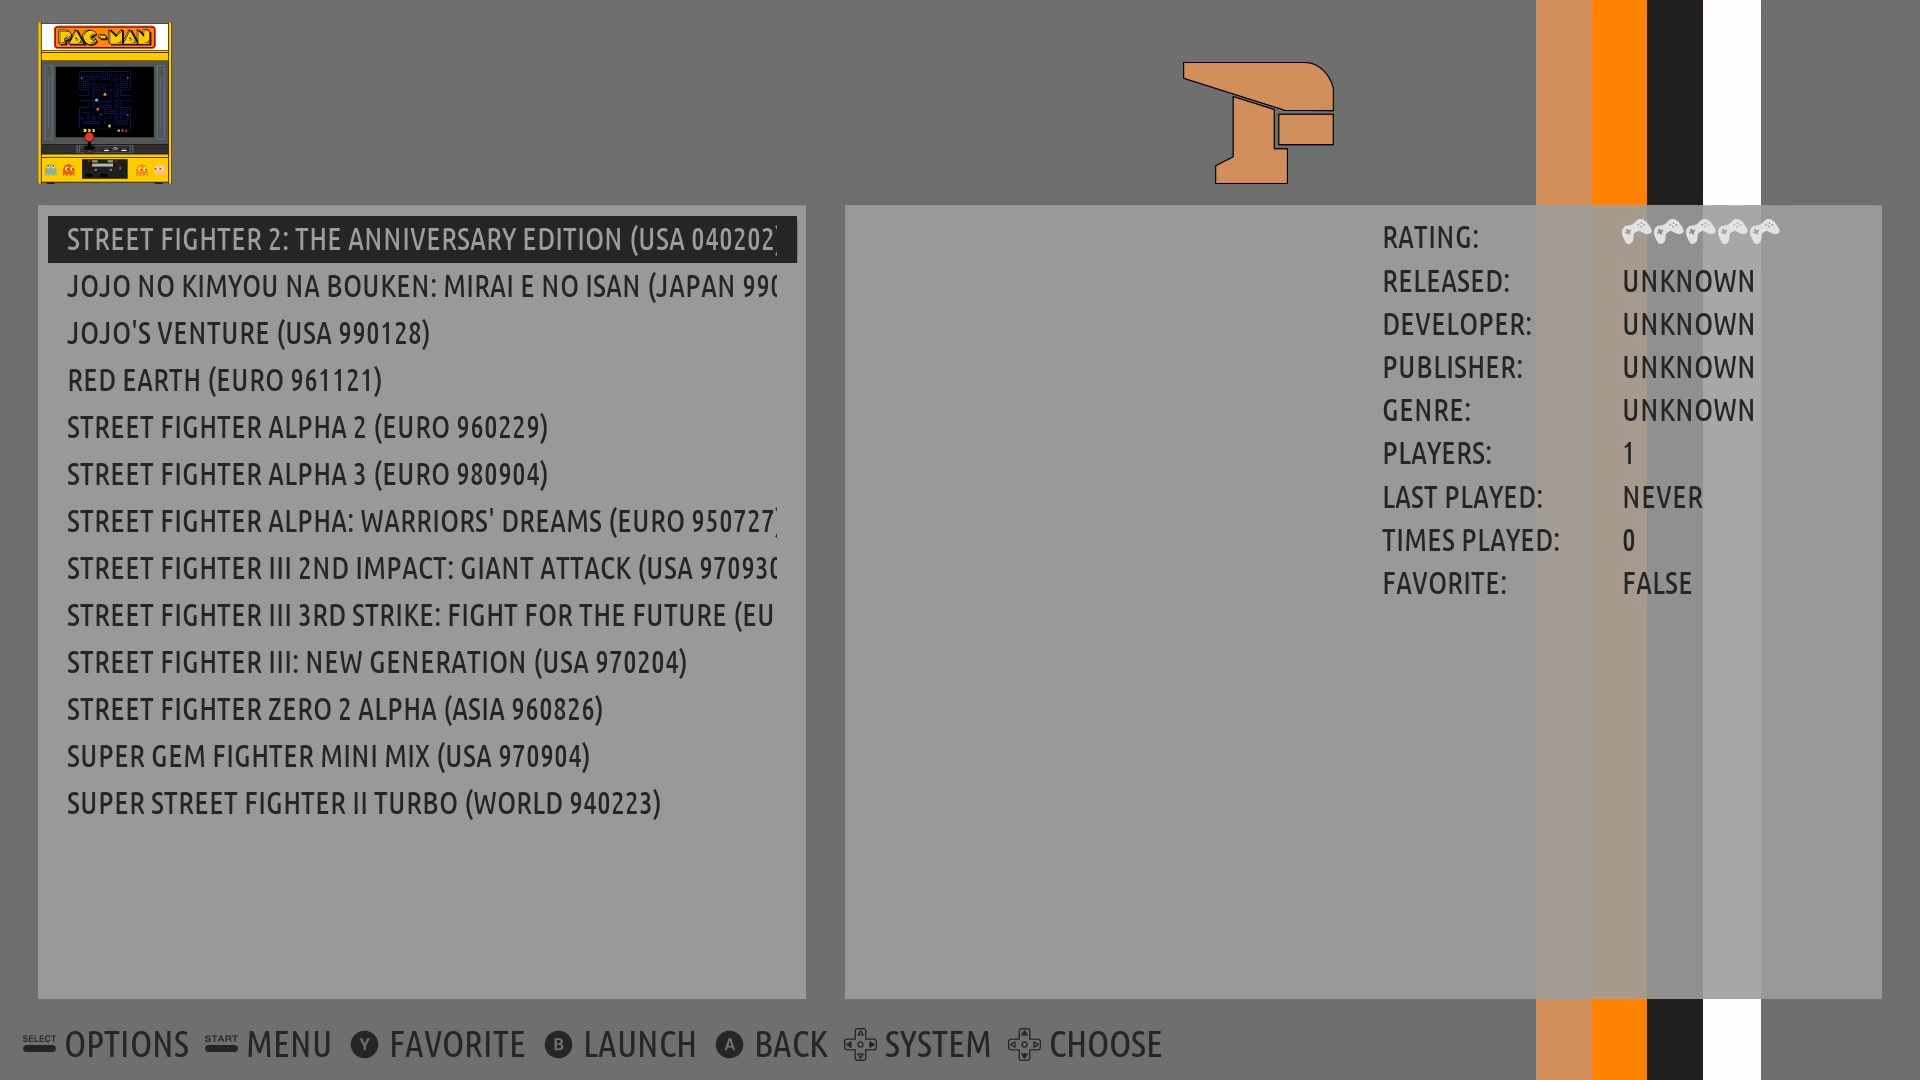 PAC-MAN
STREET FIGHTER 2: THE ANNIVERSARY EDITION (USA 040202)
JOJO NO KIMYOU NA BOUKEN: MIRAI E NO ISAN (JAPAN 990
JOJO'S VENTURE (USA 990128)
RED EARTH (EURO 961121)
STREET FIGHTER ALPHA 2 (EURO 960229)
STREET FIGHTER ALPHA 3 (EURO 980904)
STREET FIGHTER ALPHA: WARRIORS' DREAMS (EURO 950727)
STREET FIGHTER III 2ND IMPACT: GIANT ATTACK (USA 970930
STREET FIGHTER III 3RD STRIKE: FIGHT FOR THE FUTURE (EU
STREET FIGHTER III: NEW GENERATION (USA 970204)
STREET FIGHTER ZERO 2 ALPHA (ASIA 960826)
SUPER GEM FIGHTER MINI MIX (USA 970904)
SUPER STREET FIGHTER II TURBO (WORLD 940223)
RATING:
RELEASED: UNKNOWN
DEVELOPER: UNKNOWN
PUBLISHER: UNKNOWN
GENRE: UNKNOWN
PLAYERS: 1
LAST PLAYED: NEVER
TIMES PLAYED: 0
FAVORITE: FALSE
SELECT OPTIONS START MENU Y FAVORITE B LAUNCH A BACK SYSTEM CHOOSE